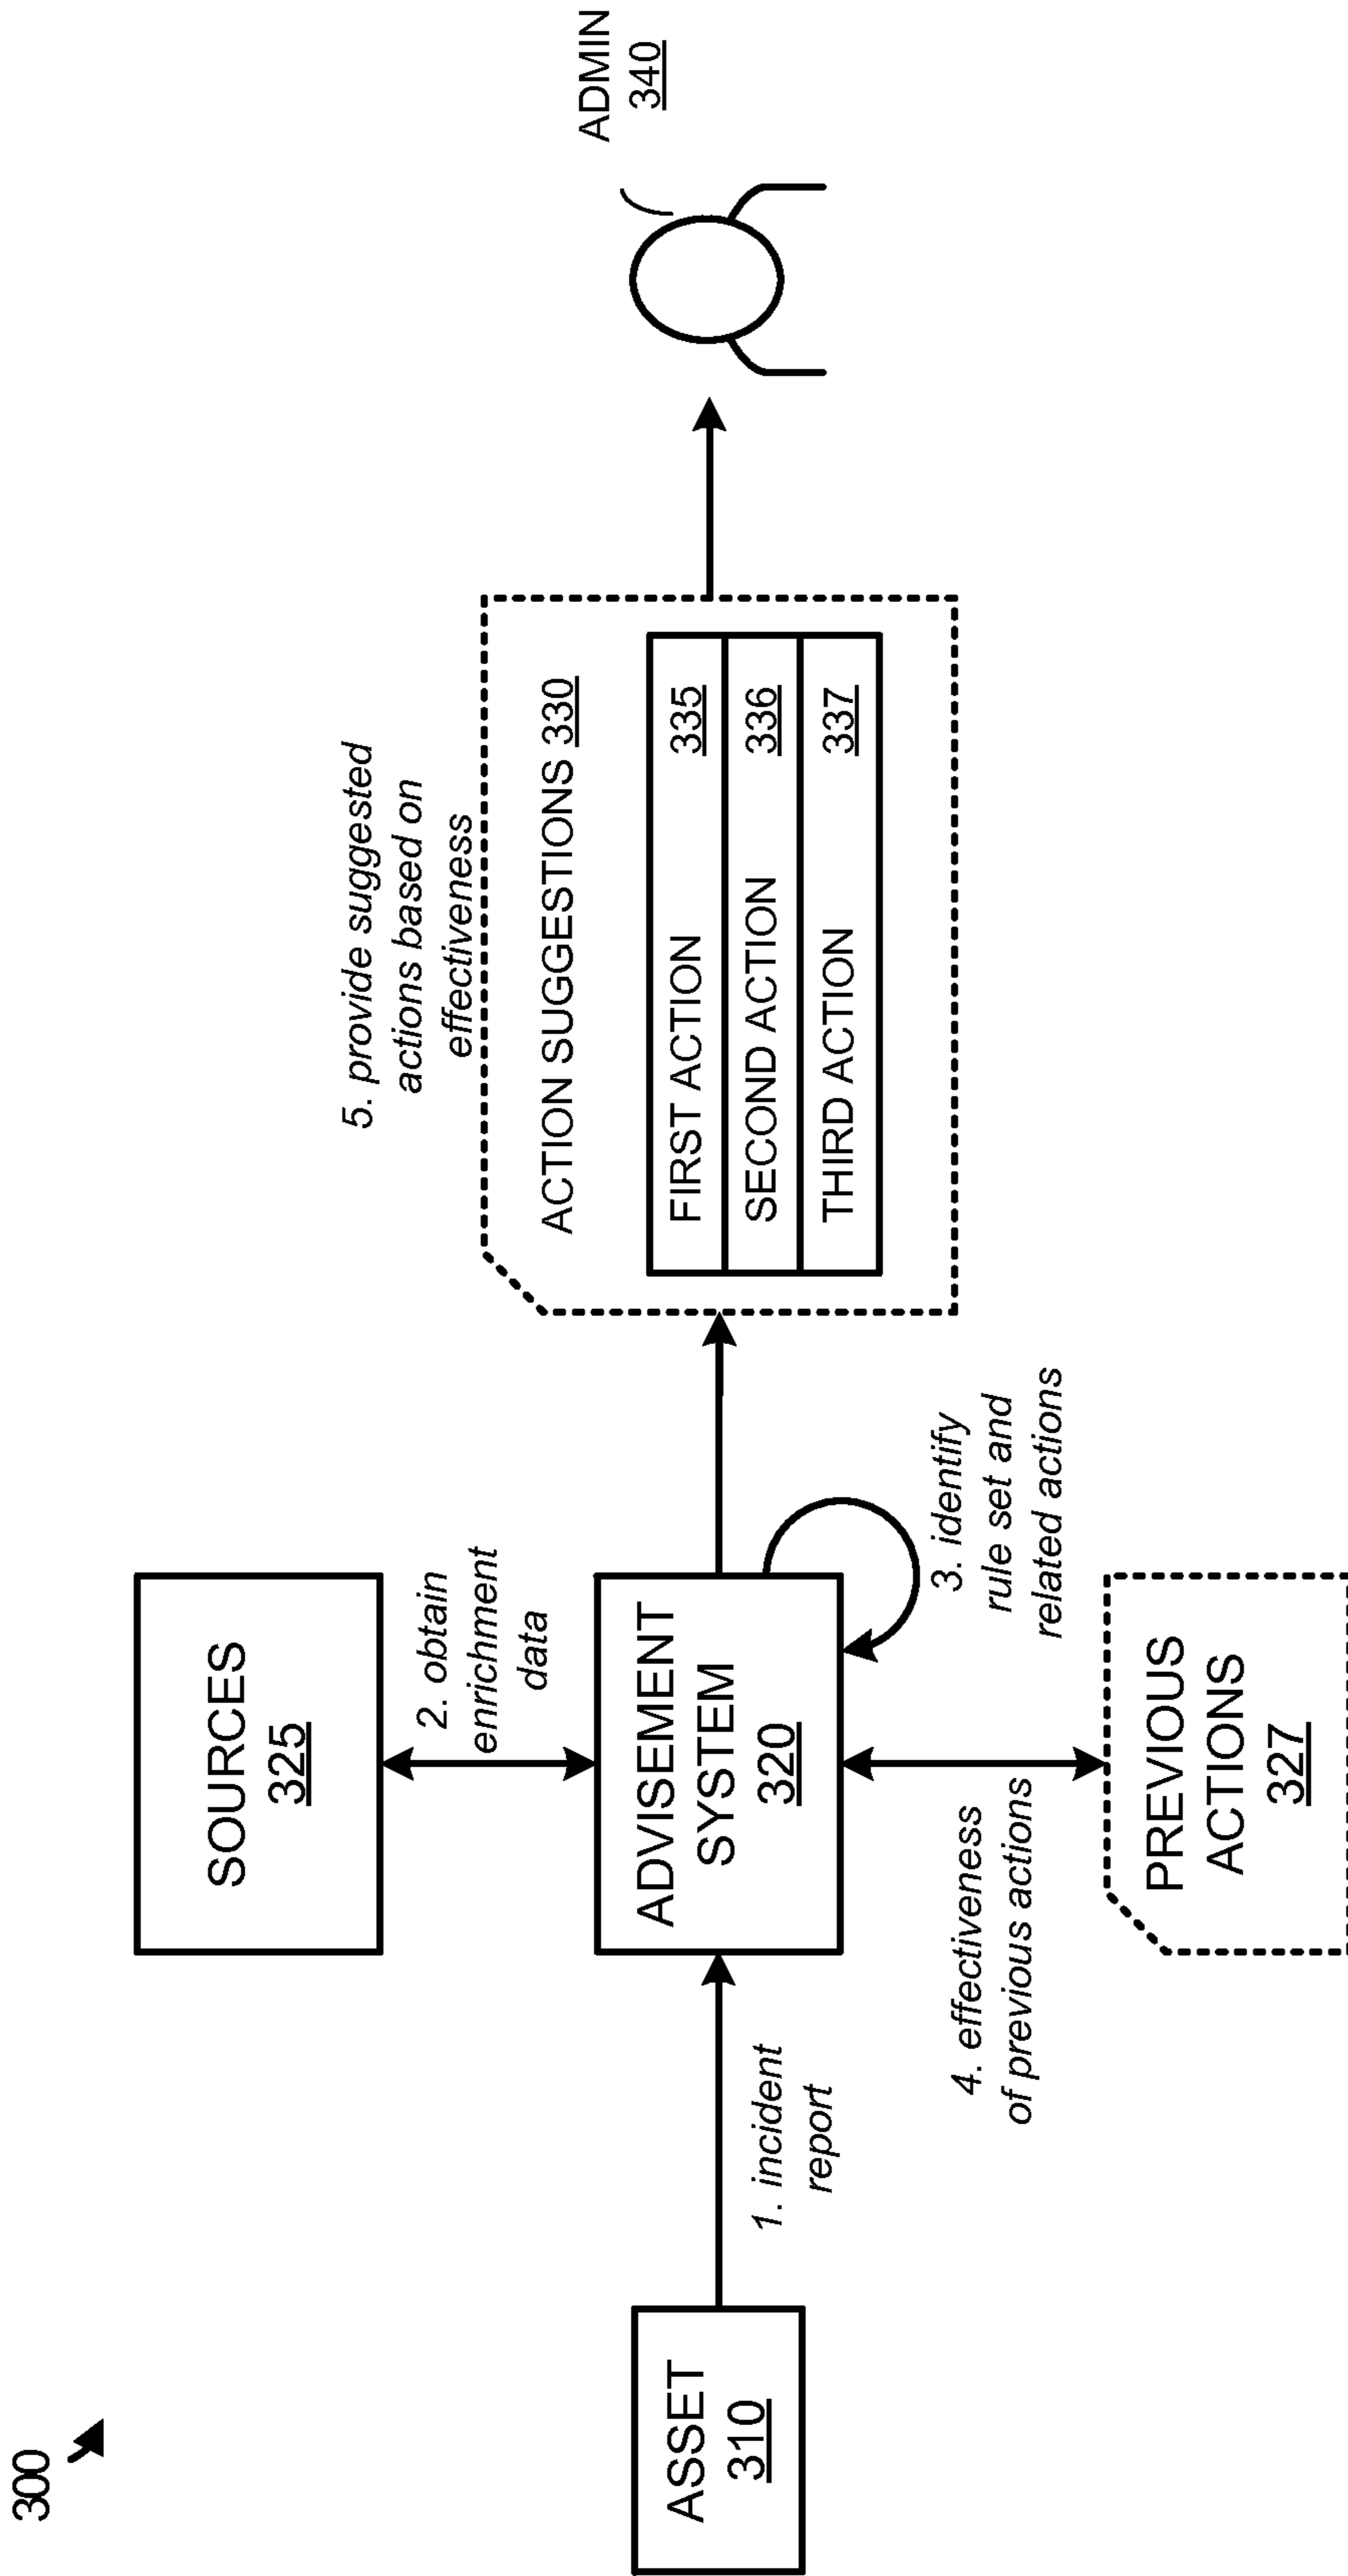 300
SOURCES
325
2. obtain
enrichment
data
5. provide suggested
actions based on
effectiveness
ASSET
310
1. incident
report
ADVISEMENT
SYSTEM
320
3. identify
rule set and
related actions
4. effectiveness
of previous actions
PREVIOUS
ACTIONS
327
ACTION SUGGESTIONS 330
FIRST ACTION 335
SECOND ACTION 336
THIRD ACTION 337
ADMIN
340